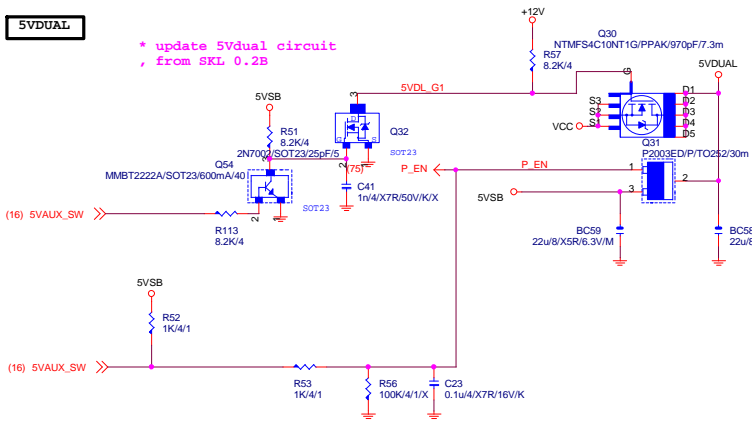 5VDUAL
* update 5Vdual circuit
, from SKL 0.2B
+12V
R57
8.2K/4
Q30
NTMFS4C10NT1G/PPAK/970pF/7.3m
5VDUAL
5VDL_G1
G
S3
S2
S1
D1
D2
D3
D4
D5
VCC
5VSB
R51
8.2K/4
2N7002/SOT23/25pF/5
3
D
G
S
Q32
SOT23
2
(75)
Q54
MMBT2222A/SOT23/600mA/40
3
2
1
SOT23
C41
1n/4/X7R/50V/K/X
P_EN
P_EN
Q31
P2003ED/P/TO252/30m
1
2
3
5VSB
(16) 5VAUX_SW
R113
8.2K/4
BC59
22u/8/X5R/6.3V/M
BC58
22u/8
5VSB
R52
1K/4/1
(16) 5VAUX_SW
R53
1K/4/1
R56
100K/4/1/X
C23
0.1u/4/X7R/16V/K